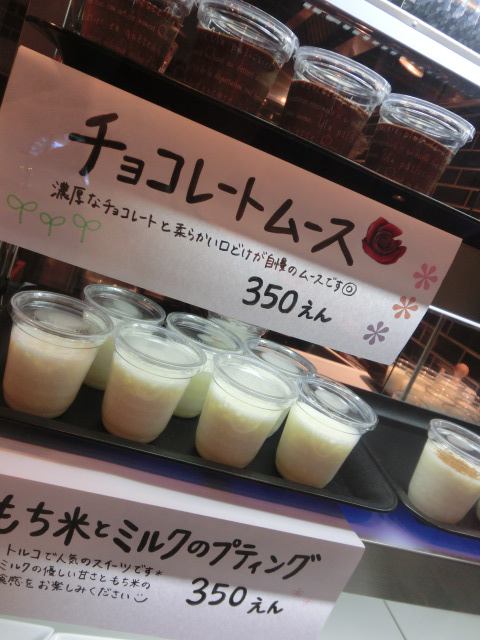 チョコレートムース
濃厚なチョコレートと柔らかい口どけが自慢のムースです
350えん
もち米とミルクのプティング
トルコで人気のスイーツです
ミルクの優しい甘さともち米の
食感をお楽しみください
350えん